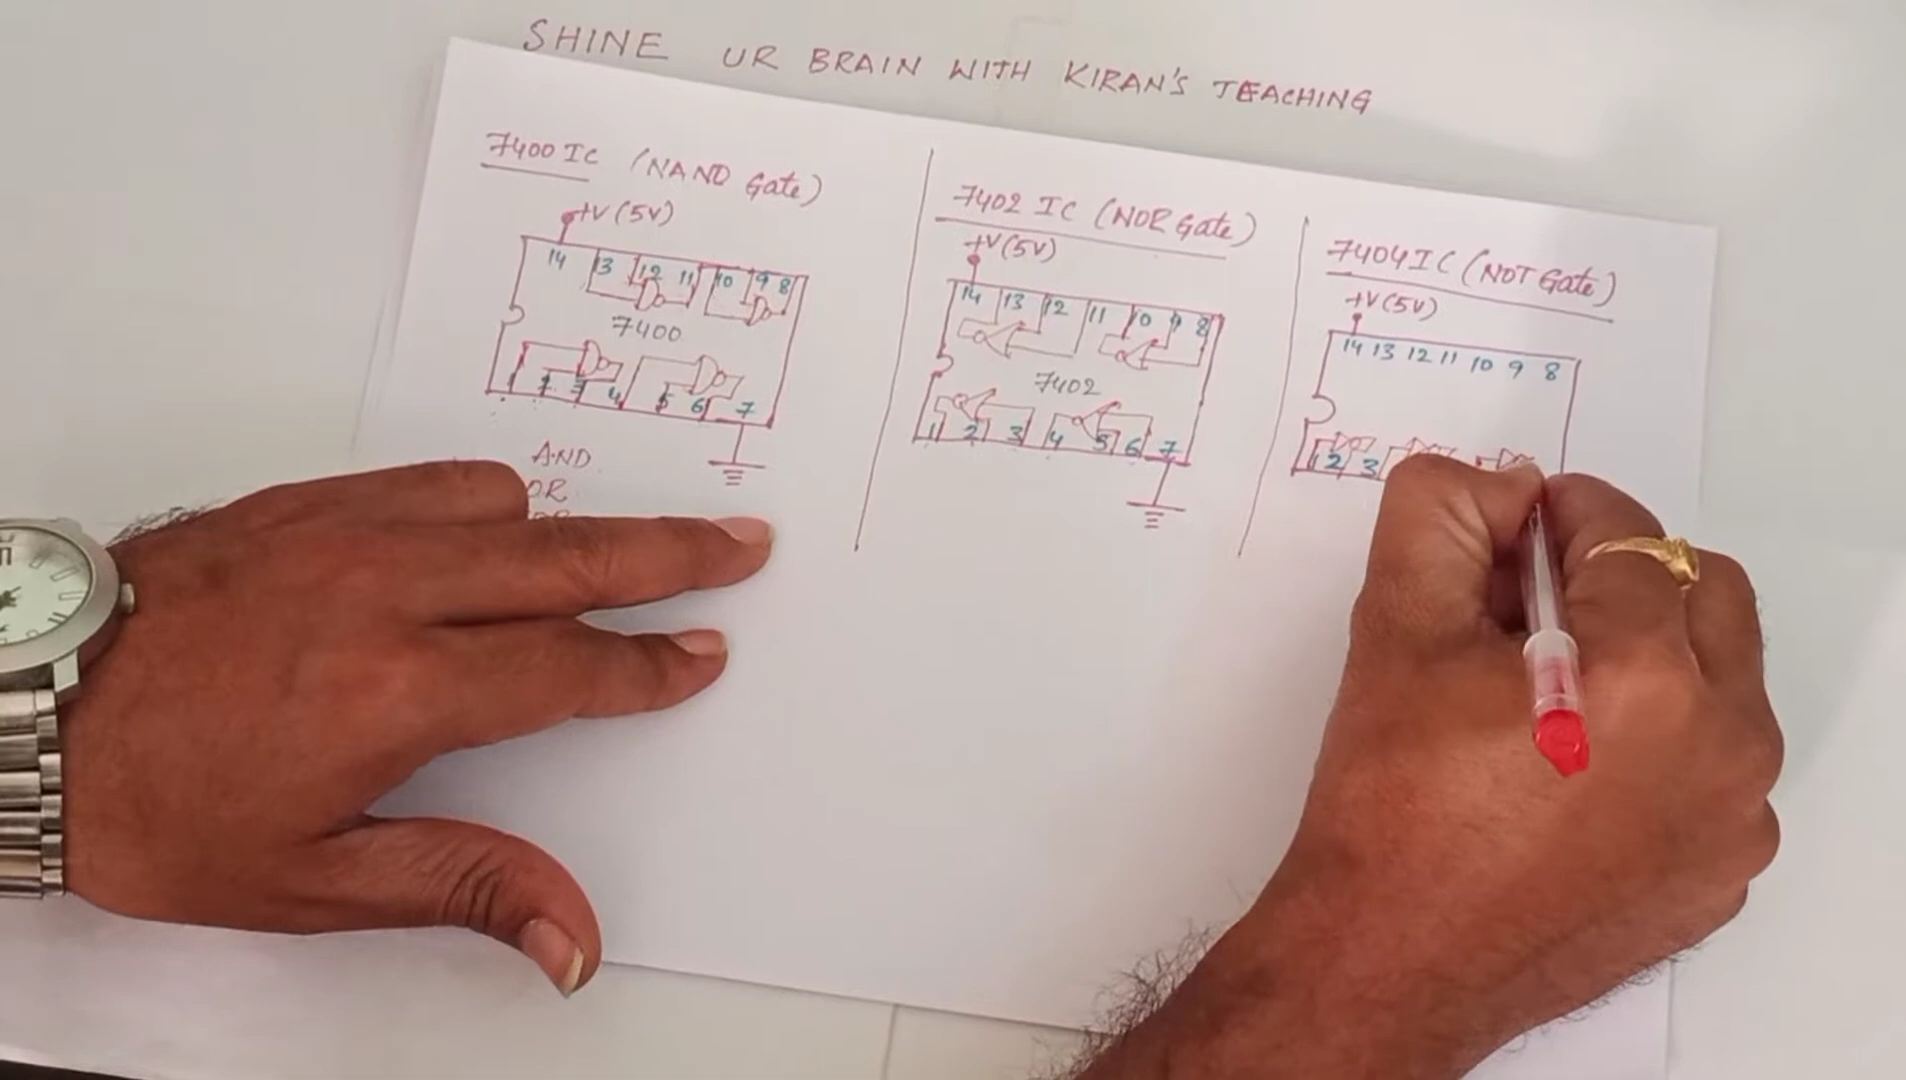 SHINE UR BRAIN WITH KIRAN'S TEACHING
7400 IC (NAND Gate)
+V (5V)
14 13 12 11 10 9 8
7400
1 2 3 4 5 6 7
AND
OR
7402 IC (NOR Gate)
+V (5V)
14 13 12 11 10 9 8
7402
1 2 3 4 5 6 7
7404 IC (NOT Gate)
+V (5V)
14 13 12 11 10 9 8
1 2 3